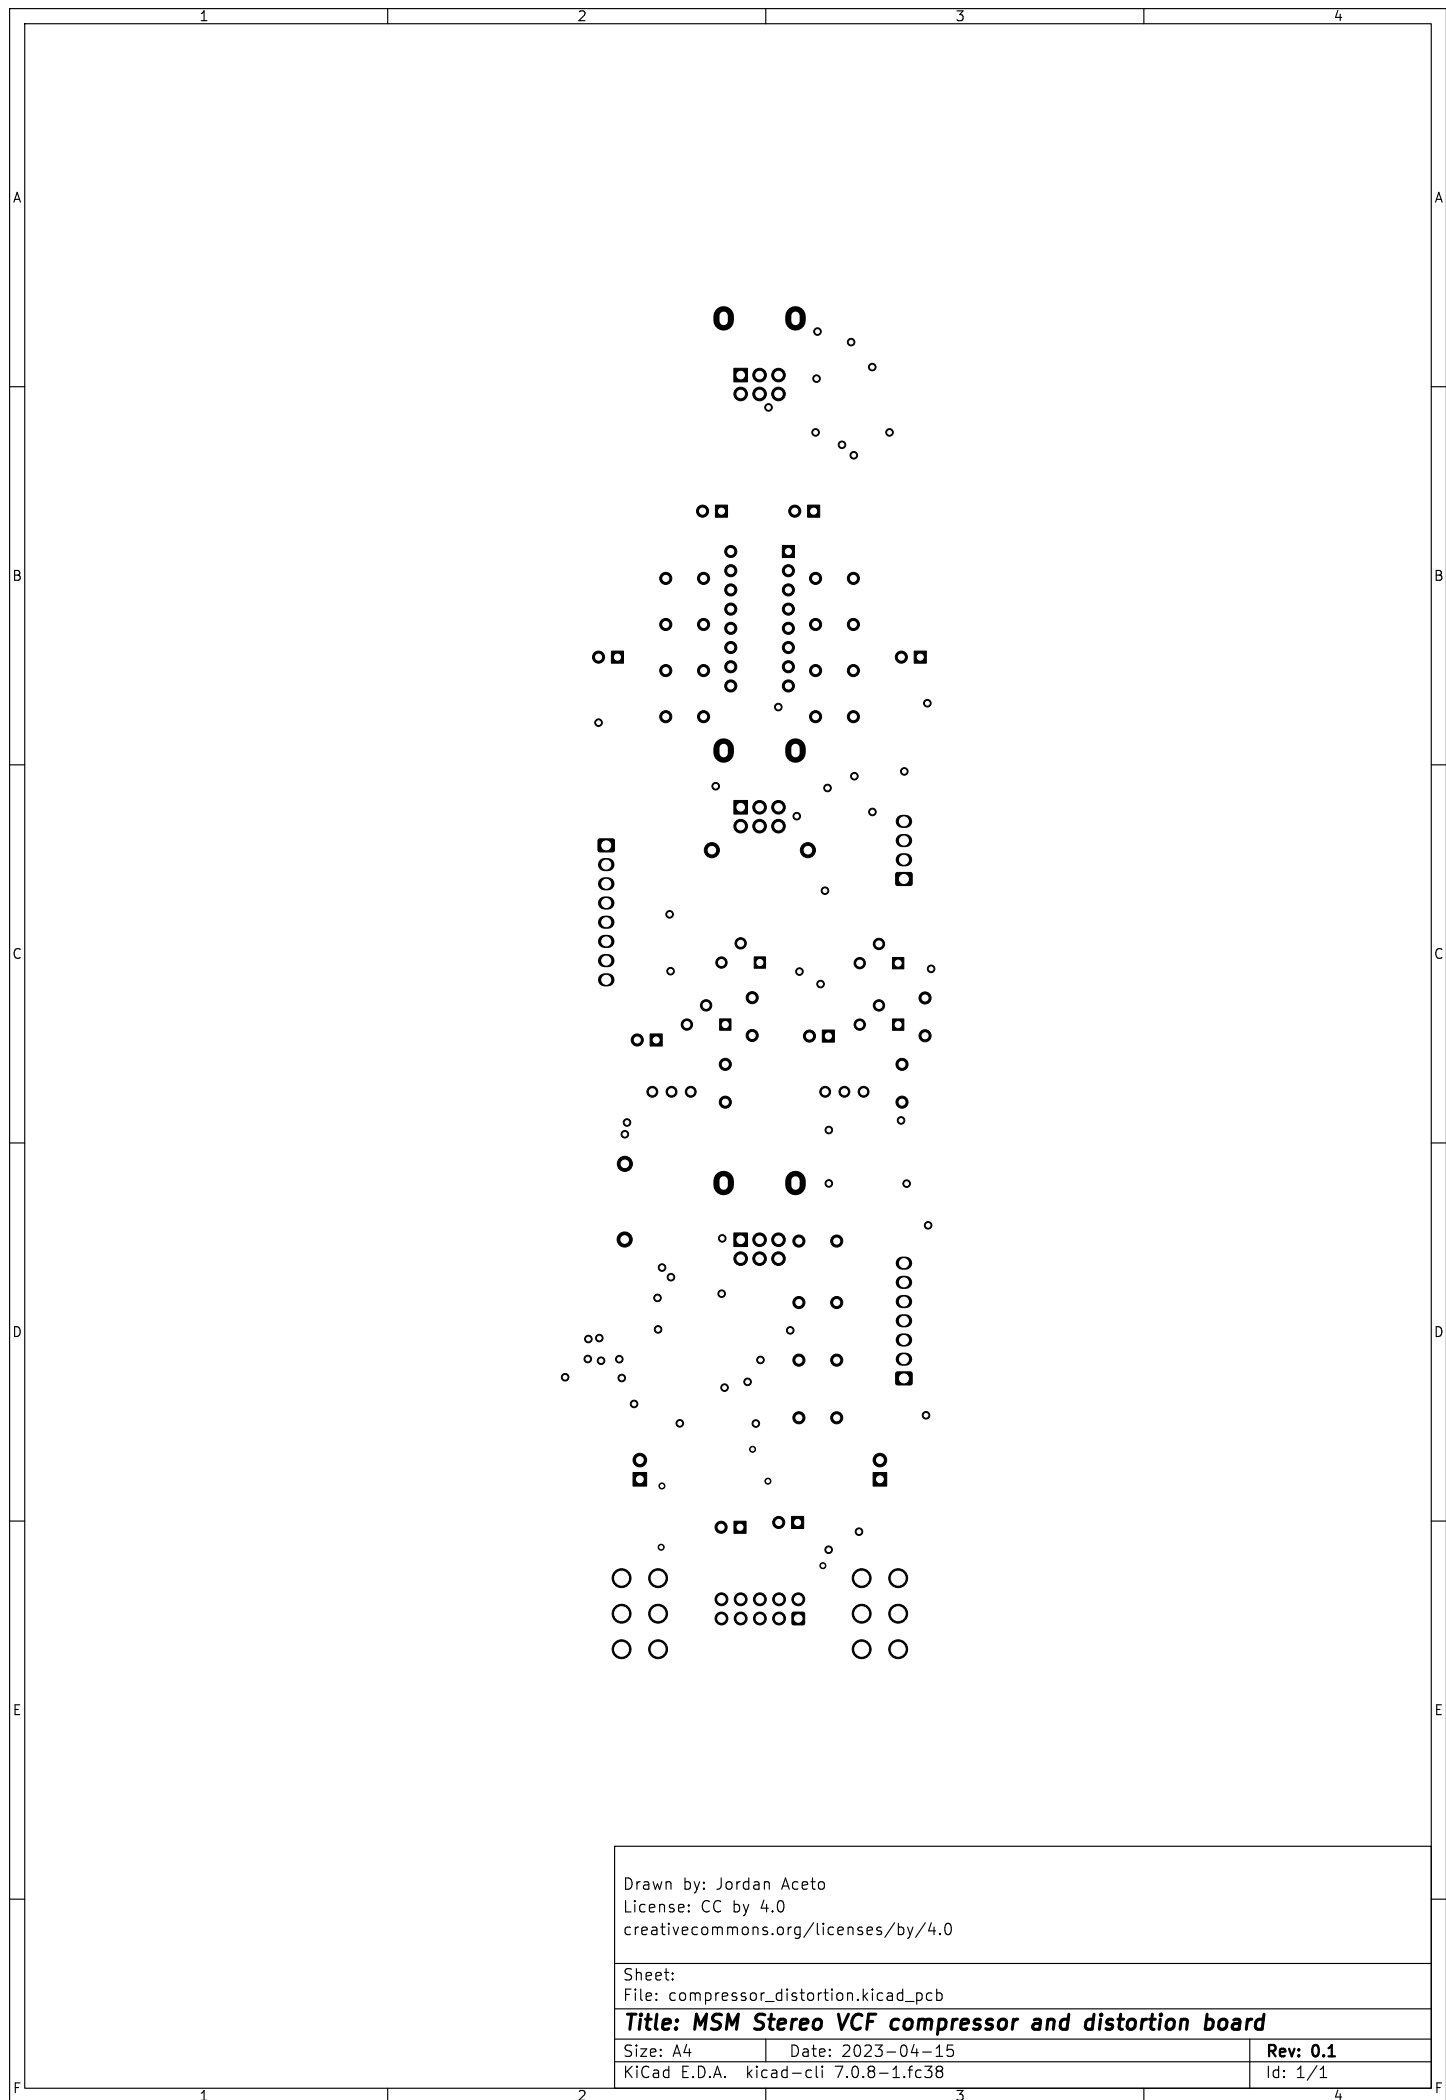 1 2 3 4
A A
B B
C C
D D
E E
Drawn by: Jordan Aceto
License: CC by 4.0
creativecommons.org/licenses/by/4.0
Sheet:
File: compressor_distortion.kicad_pcb
Title: MSM Stereo VCF compressor and distortion board
Size: A4 Date: 2023-04-15 Rev: 0.1
KiCad E.D.A. kicad-cli 7.0.8-1.fc38 Id: 1/1
F F
1 2 3 4